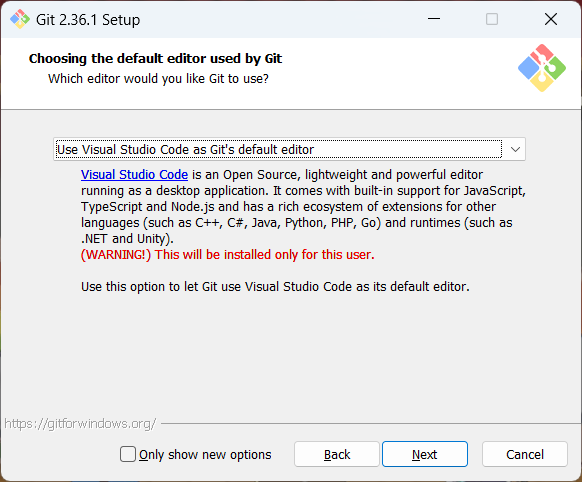 Git 2.36.1 Setup
Choosing the default editor used by Git
Which editor would you like Git to use?
Use Visual Studio Code as Git's default editor
Visual Studio Code is an Open Source, lightweight and powerful editor
running as a desktop application. It comes with built-in support for JavaScript,
TypeScript and Node.js and has a rich ecosystem of extensions for other
languages (such as C++, C#, Java, Python, PHP, Go) and runtimes (such as
.NET and Unity).
(WARNING!) This will be installed only for this user.
Use this option to let Git use Visual Studio Code as its default editor.
https://gitforwindows.org/
Only show new options
Back
Next
Cancel